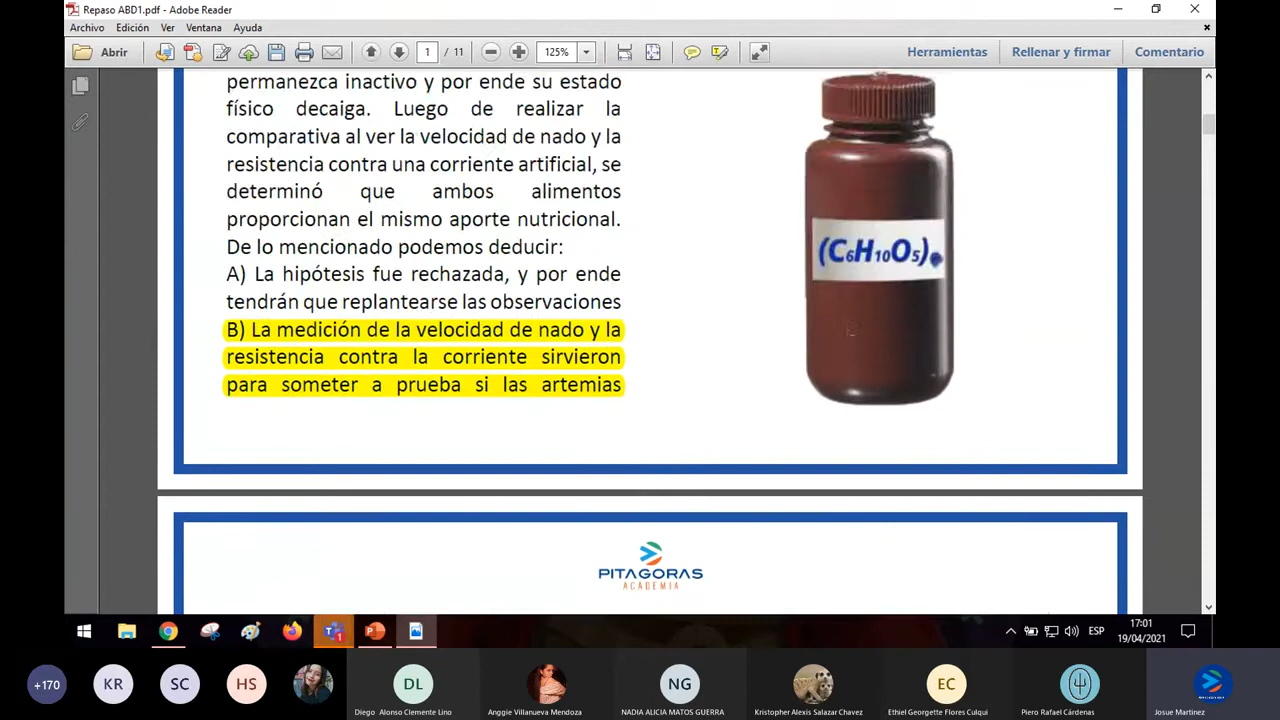 Repaso ABD1.pdf - Adobe Reader
Archivo Edición Ver Ventana Ayuda
Abrir 1 / 11 125% Herramientas Rellenar y firmar Comentario
permanezca inactivo y por ende su estado
físico decaiga. Luego de realizar la
comparativa al ver la velocidad de nado y la
resistencia contra una corriente artificial, se
determinó que ambos alimentos
proporcionan el mismo aporte nutricional.
De lo mencionado podemos deducir:
A) La hipótesis fue rechazada, y por ende
tendrán que replantearse las observaciones
B) La medición de la velocidad de nado y la
resistencia contra la corriente sirvieron
para someter a prueba si las artemias
(C6H10O5)
PITAGORAS
ACADEMIA
1
ESP
17:01
19/04/2021
+170 KR SC HS DL NG EC
Diego Alonso Clemente Lino
Anggie Villanueva Mendoza
NADIA ALICIA MATOS GUERRA
Kristopher Alexis Salazar Chavez
Ethiel Georgette Flores Culqui
Piero Rafael Cárdenas
Josue Martinez